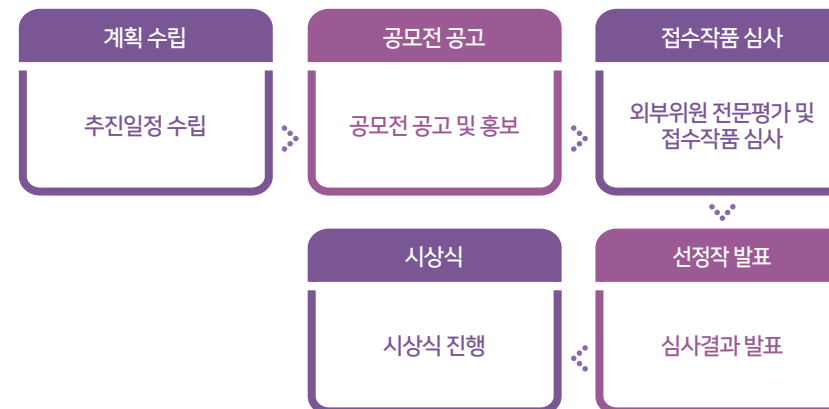 계획 수립
추진일정 수립
공모전 공고
공모전 공고 및 홍보
접수작품 심사
외부위원 전문평가 및
접수작품 심사
선정작 발표
심사결과 발표
시상식
시상식 진행